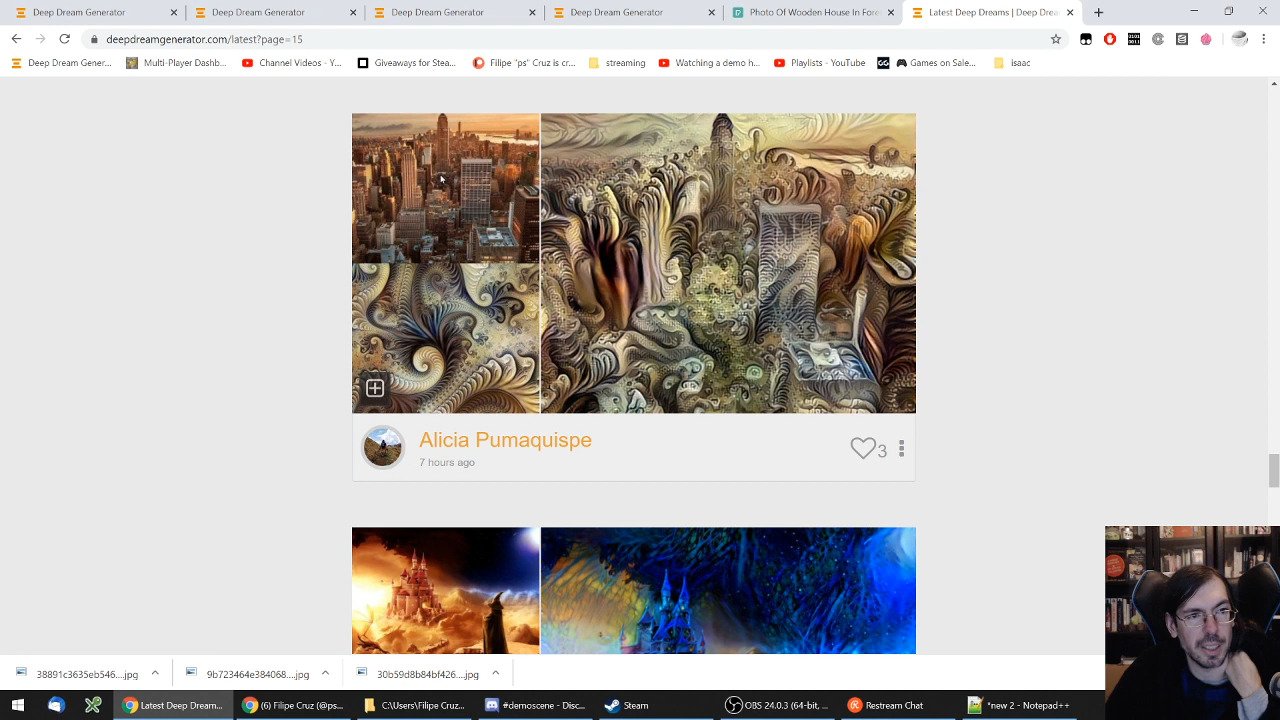 Deep Dream Generator
Deep Dream Generator
Deep Dream Generator
Deep Dream Generator
Photo Of Wooden House In Fore
Latest Deep Dreams | Deep Drea
deepdreamgenerator.com/latest?page=15
Deep Dream Gener...
Multi-Player Dashb...
Channel Videos - Y...
Giveaways for Stea...
Filipe "ps" Cruz is cr...
streaming
Watching a demo h...
Playlists - YouTube
Games on Sale...
isaac
Alicia Pumaquispe
7 hours ago
3
38891c3635eb546....jpg
9b723464e384068....jpg
30b59d8b84bf426....jpg
Latest Deep Dream...
(6) Filipe Cruz (@ps...
C:\Users\Filipe Cruz...
#demoscene - Disc...
Steam
OBS 24.0.3 (64-bit, ...
Restream Chat
*new 2 - Notepad++